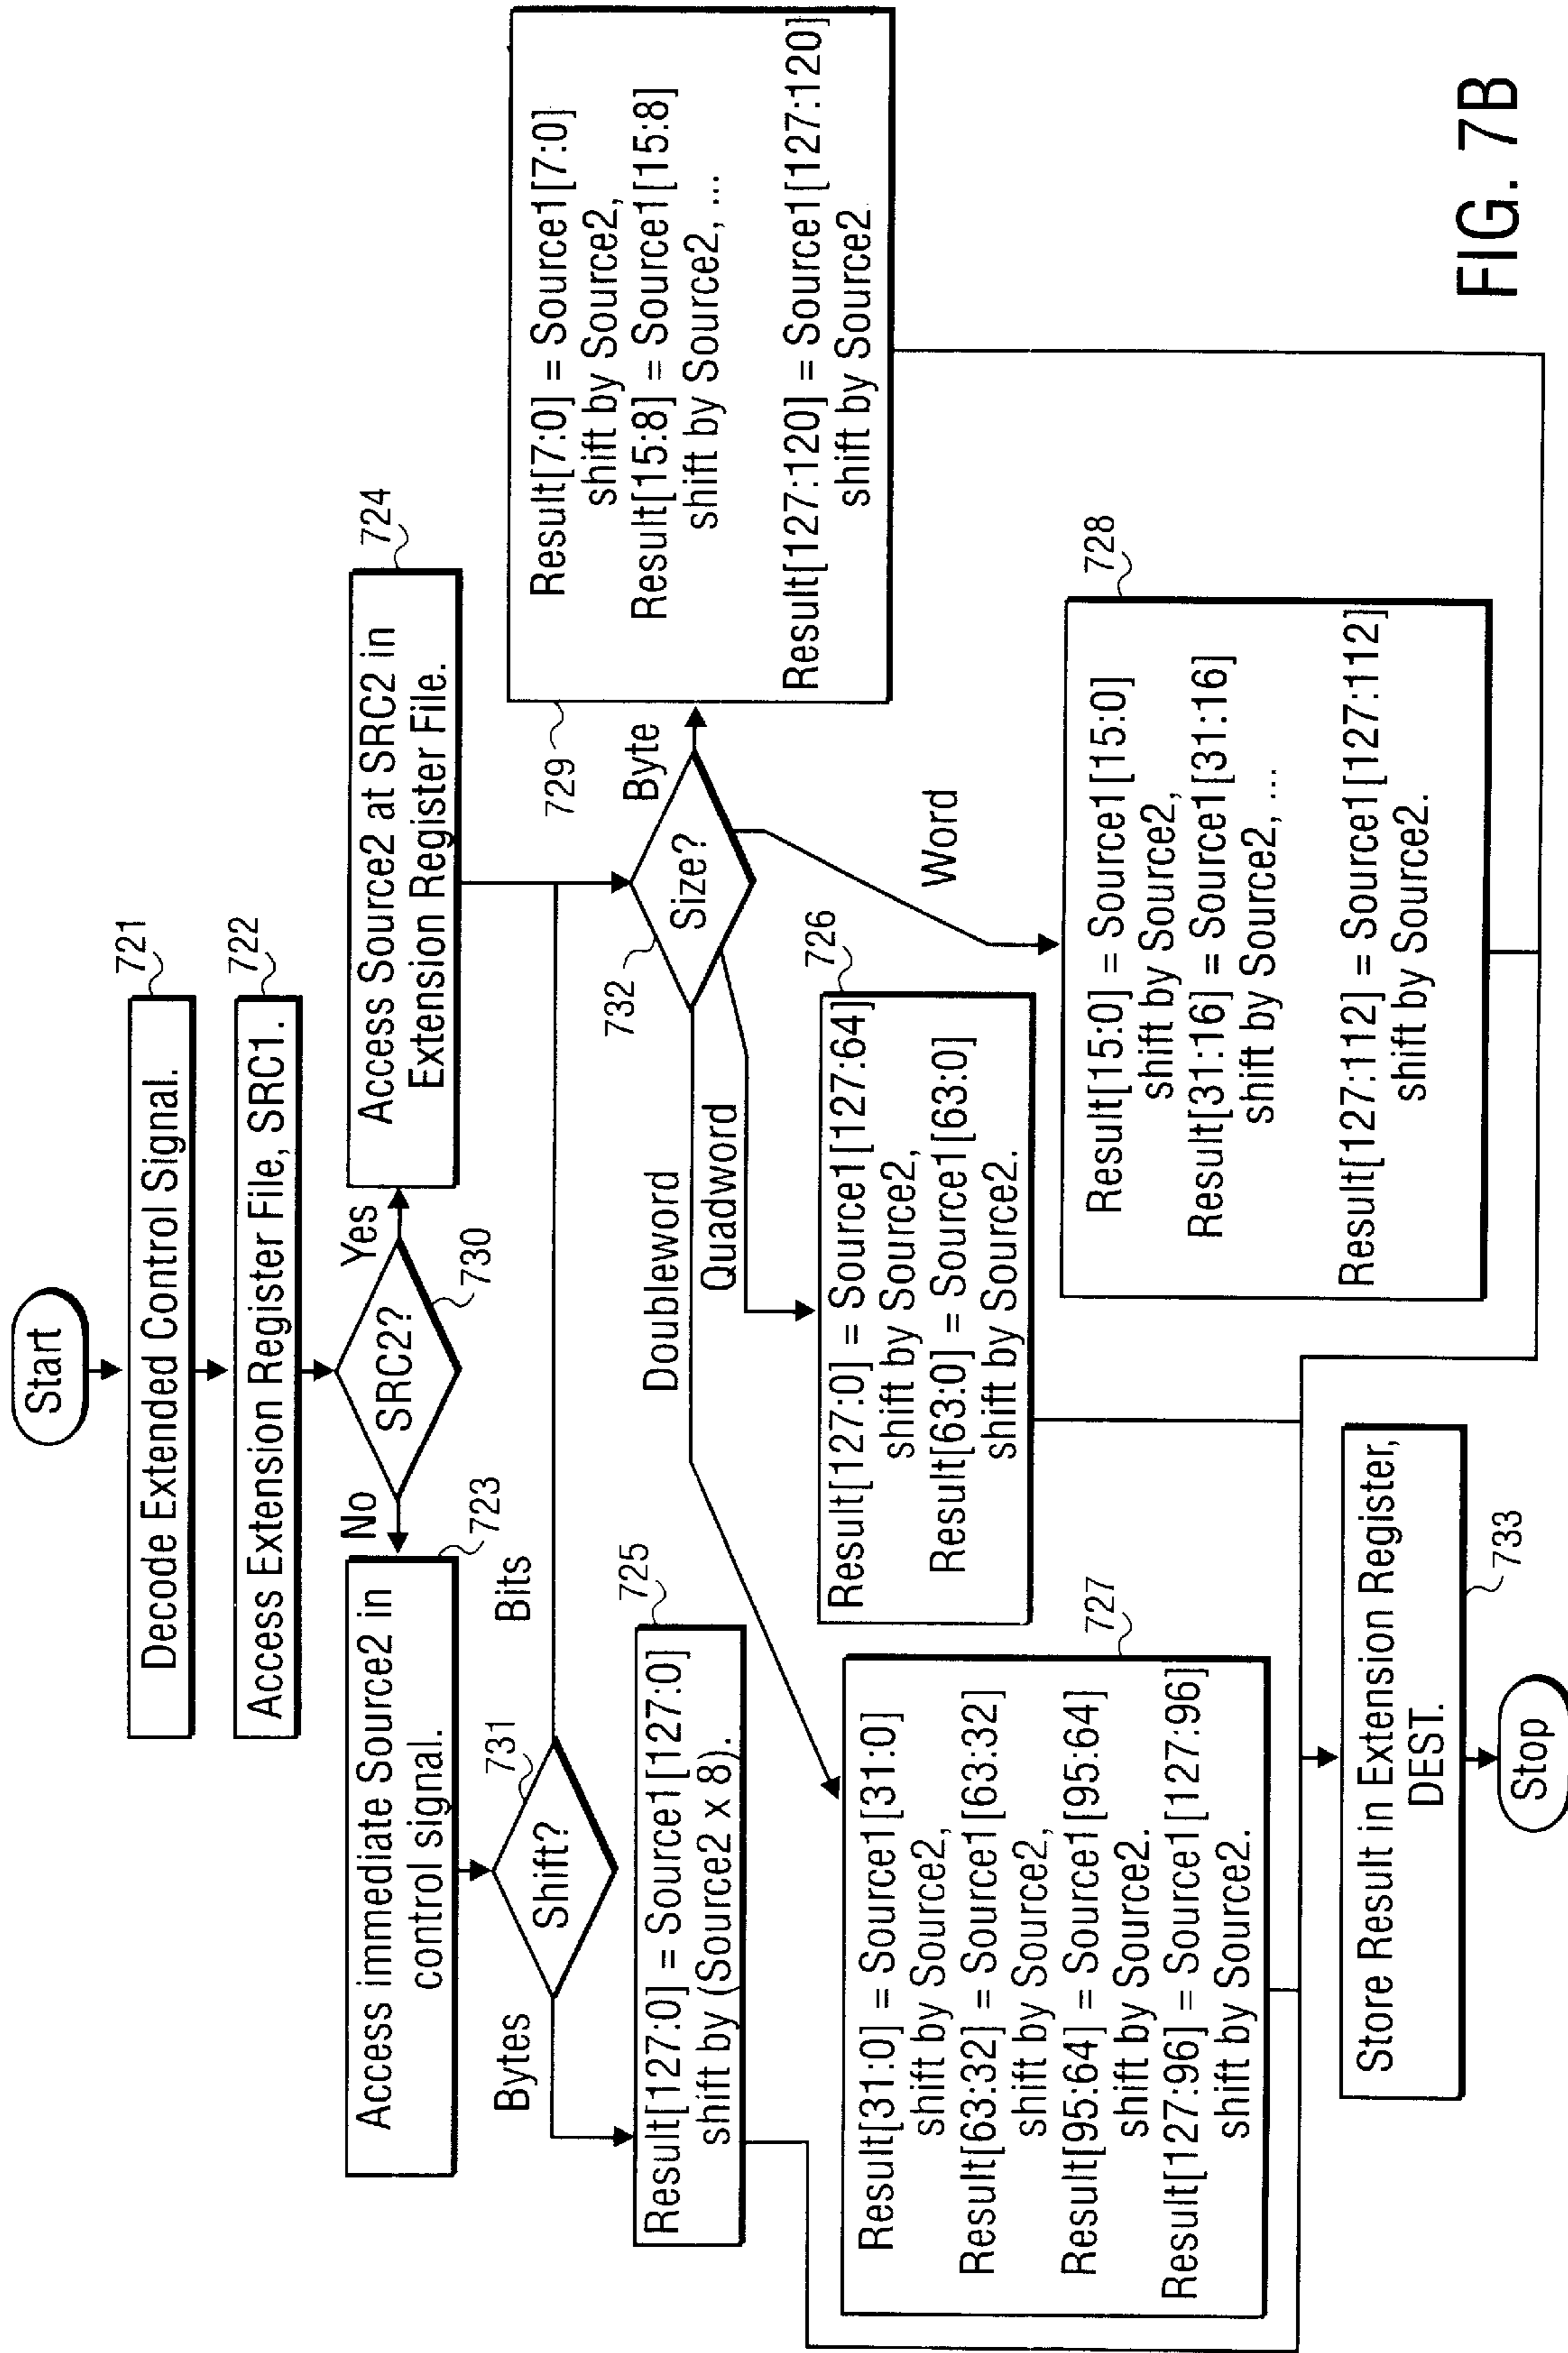 Start
Decode Extended Control Signal.
721
Access Extension Register File, SRC1.
722
SRC2?
730
No
Yes
Access immediate Source2 in
control signal.
723
Access Source2 at SRC2 in
Extension Register File.
724
Shift?
731
Bytes
Bits
Result[127:0] = Source1[127:0]
shift by (Source2 x 8).
725
Size?
732
Doubleword
Quadword
Byte
Word
729
Result[7:0] = Source1[7:0]
shift by Source2,
Result[15:8] = Source1[15:8]
shift by Source2, ...
Result[127:120] = Source1[127:120]
shift by Source2.
Result[31:0] = Source1[31:0]
shift by Source2,
Result[63:32] = Source1[63:32]
shift by Source2,
Result[95:64] = Source1[95:64]
shift by Source2.
Result[127:96] = Source1[127:96]
shift by Source2.
727
Result[127:0] = Source1[127:64]
shift by Source2,
Result[63:0] = Source1[63:0]
shift by Source2.
726
Result[15:0] = Source1[15:0]
shift by Source2,
Result[31:16] = Source1[31:16]
shift by Source2, ...
Result[127:112] = Source1[127:112]
shift by Source2.
728
Store Result in Extension Register,
DEST.
733
Stop
FIG. 7B